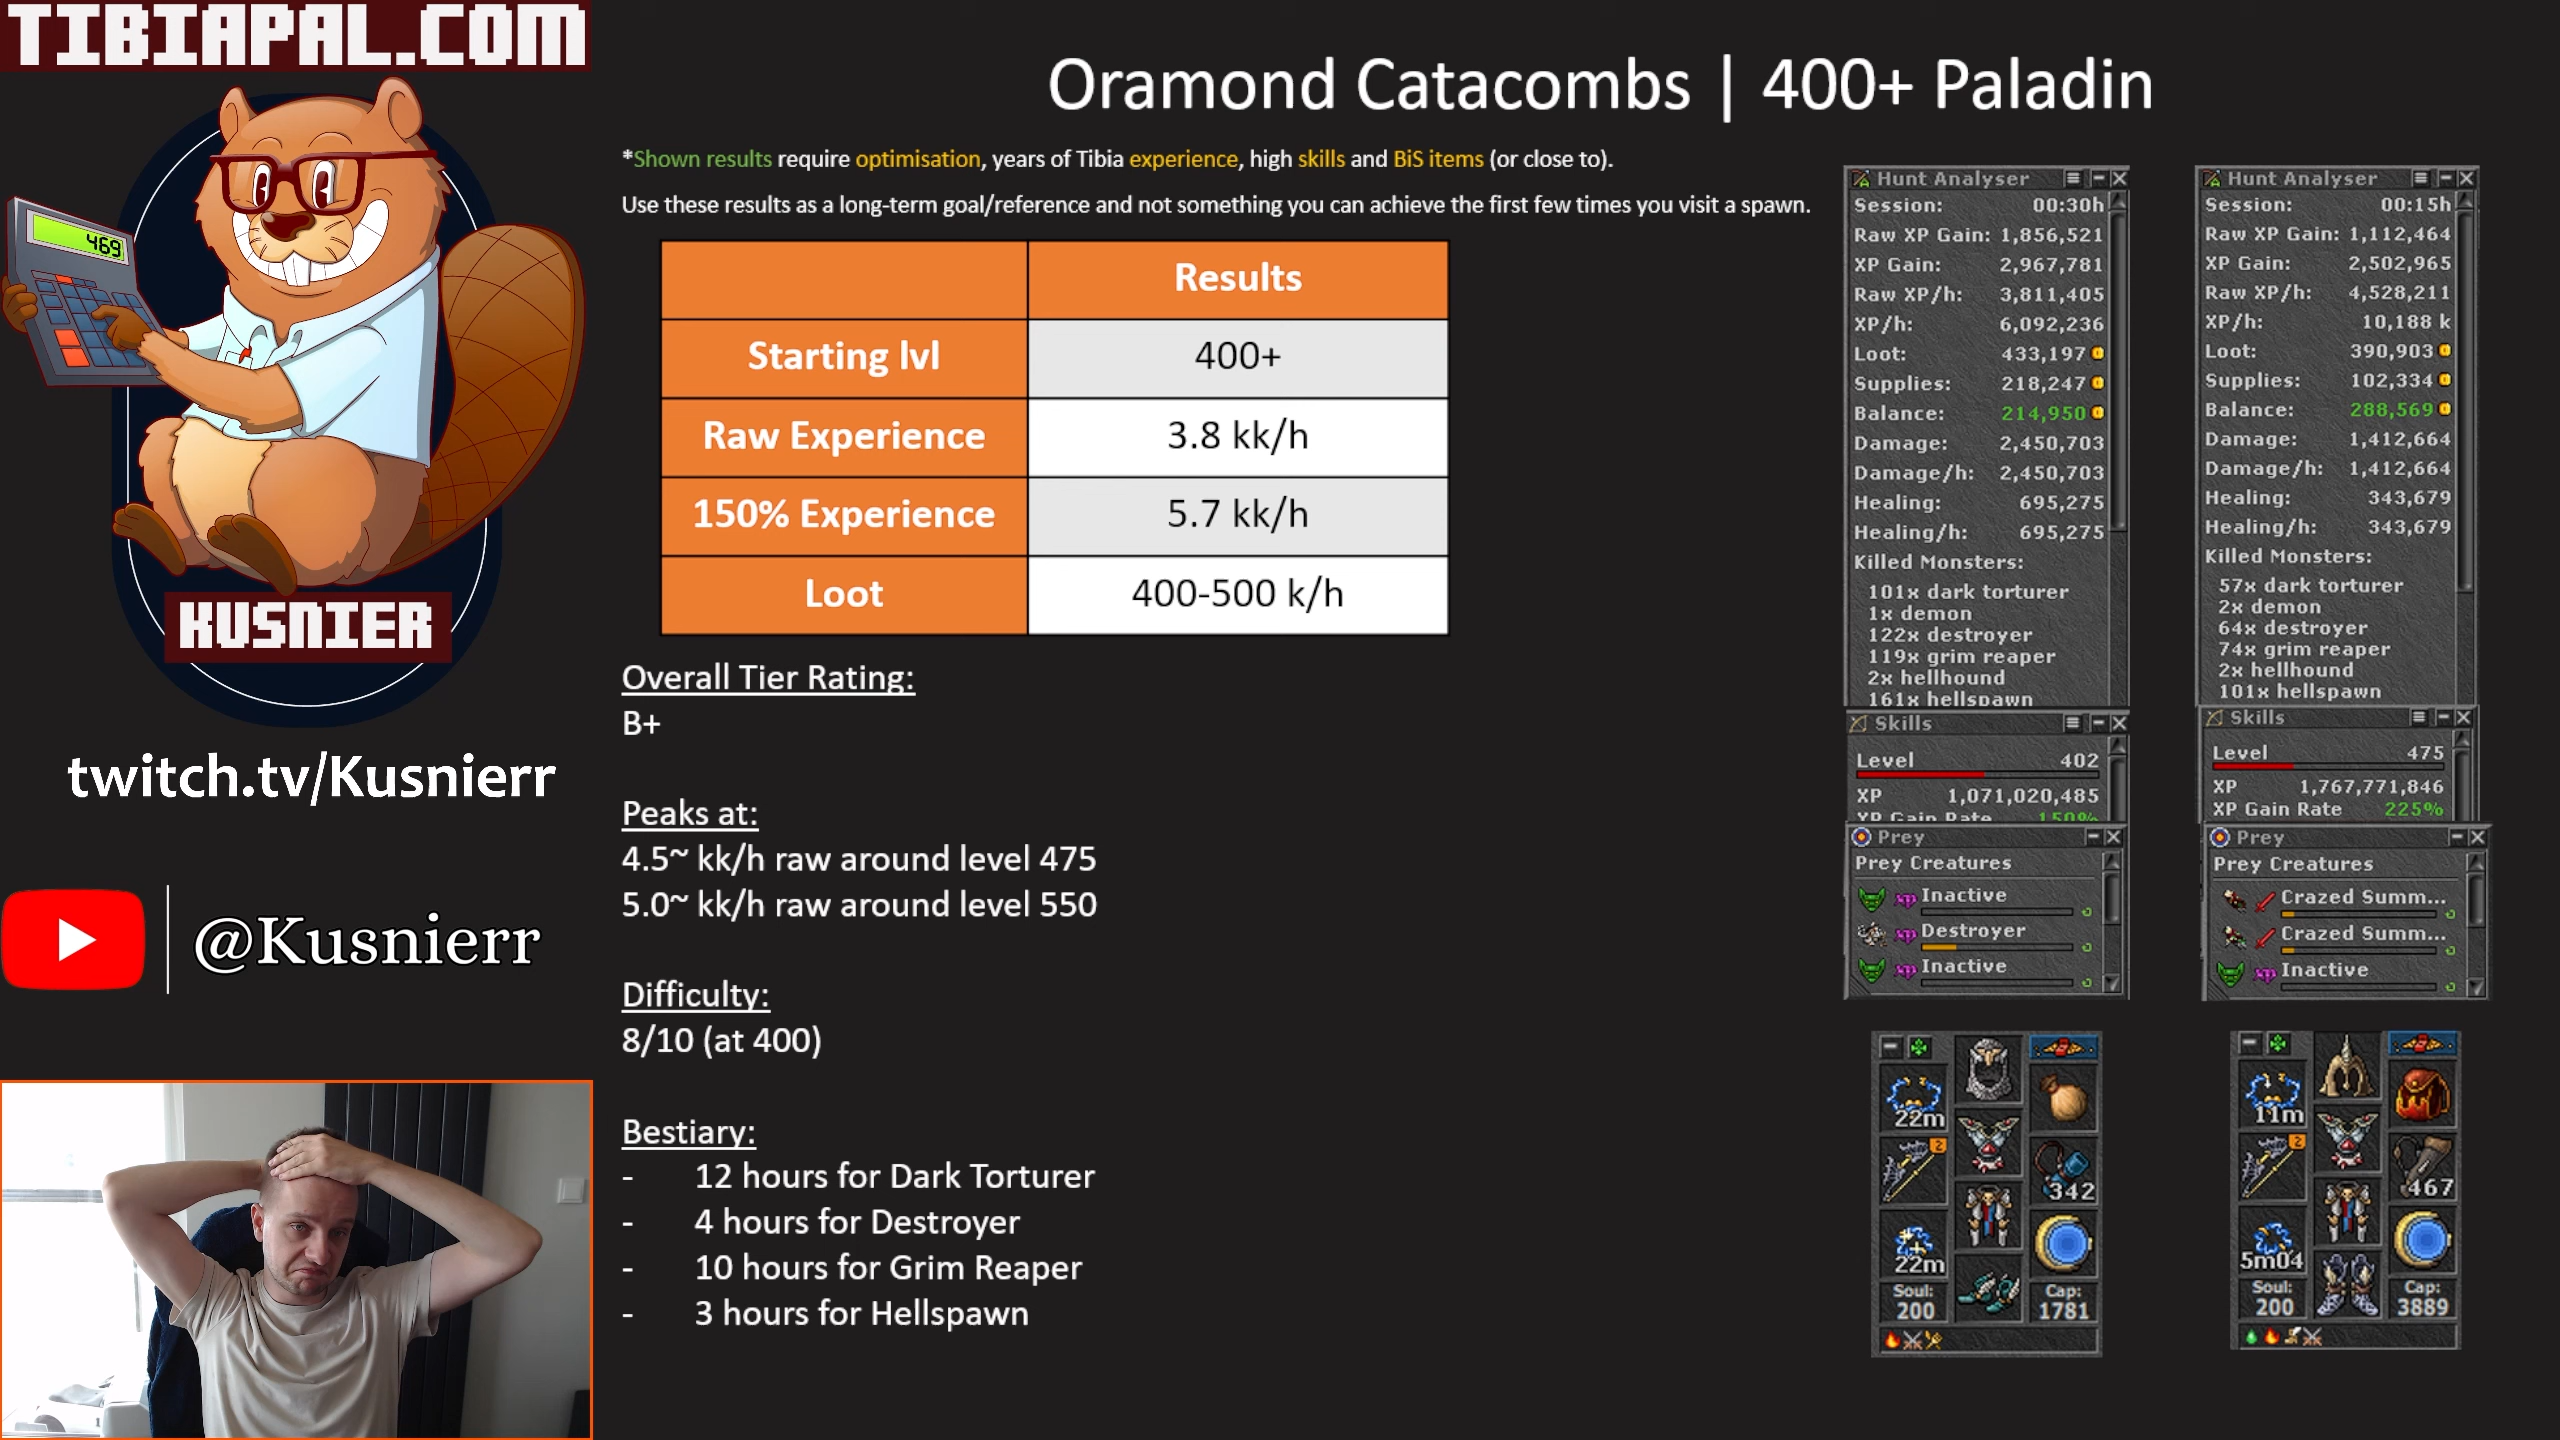 TIBIAPAL.COM
469
KUSNIER
twitch.tv/Kusnierr
@Kusnierr
Oramond Catacombs | 400+ Paladin
*Shown results require optimisation, years of Tibia experience, high skills and BiS items (or close to).
Use these results as a long-term goal/reference and not something you can achieve the first few times you visit a spawn.
Results
Starting lvl 400+
Raw Experience 3.8 kk/h
150% Experience 5.7 kk/h
Loot 400-500 k/h
Overall Tier Rating:
B+
Peaks at:
4.5~ kk/h raw around level 475
5.0~ kk/h raw around level 550
Difficulty:
8/10 (at 400)
Bestiary:
- 12 hours for Dark Torturer
- 4 hours for Destroyer
- 10 hours for Grim Reaper
- 3 hours for Hellspawn
Hunt Analyser
Session: 00:30h
Raw XP Gain: 1,856,521
XP Gain: 2,967,781
Raw XP/h: 3,811,405
XP/h: 6,092,236
Loot: 433,197
Supplies: 218,247
Balance: 214,950
Damage: 2,450,703
Damage/h: 2,450,703
Healing: 695,275
Healing/h: 695,275
Killed Monsters:
101x dark torturer
1x demon
122x destroyer
119x grim reaper
2x hellhound
161x hellspawn
Skills
Level 402
XP 1,071,020,485
XP Gain Rate 150%
Prey
Prey Creatures
xp Inactive
xp Destroyer
xp Inactive
22m
2
342
22m
Soul:
200
Cap:
1781
Hunt Analyser
Session: 00:15h
Raw XP Gain: 1,112,464
XP Gain: 2,502,965
Raw XP/h: 4,528,211
XP/h: 10,188 k
Loot: 390,903
Supplies: 102,334
Balance: 288,569
Damage: 1,412,664
Damage/h: 1,412,664
Healing: 343,679
Healing/h: 343,679
Killed Monsters:
57x dark torturer
2x demon
64x destroyer
74x grim reaper
2x hellhound
101x hellspawn
Skills
Level 475
XP 1,767,771,846
XP Gain Rate 225%
Prey
Prey Creatures
Crazed Summ...
Crazed Summ...
xp Inactive
11m
2
467
5m04
Soul:
200
Cap:
3889